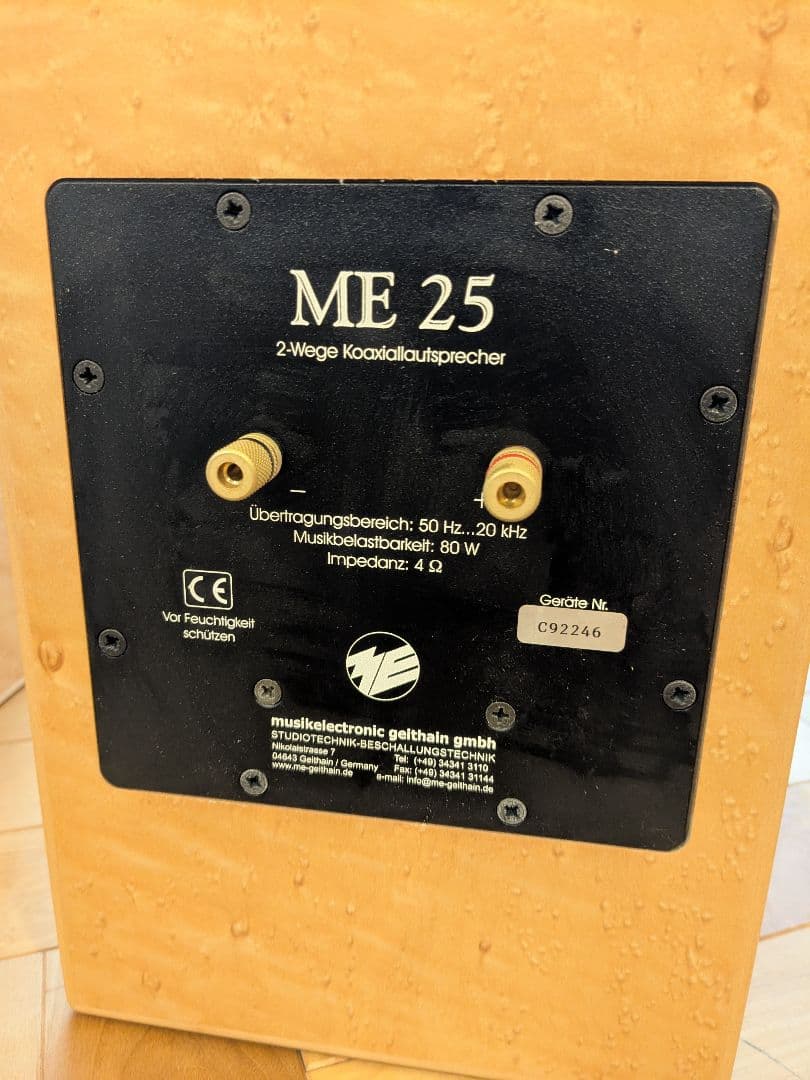 ME 25
2-Wege Koaxiallautsprecher
− +
Übertragungsbereich: 50 Hz...20 kHz
Musikbelastbarkeit: 80 W
Impedanz: 4 Ω
CE
Vor Feuchtigkeit
schützen
Geräte Nr.
C92246
ME
musikelectronic geithain gmbh
STUDIOTECHNIK-BESCHALLUNGSTECHNIK
Nikolaistrasse 7 Tel: (+49) 34341 3110
04643 Geithain / Germany Fax: (+49) 34341 31144
www.me-geithain.de e-mail: info@me-geithain.de